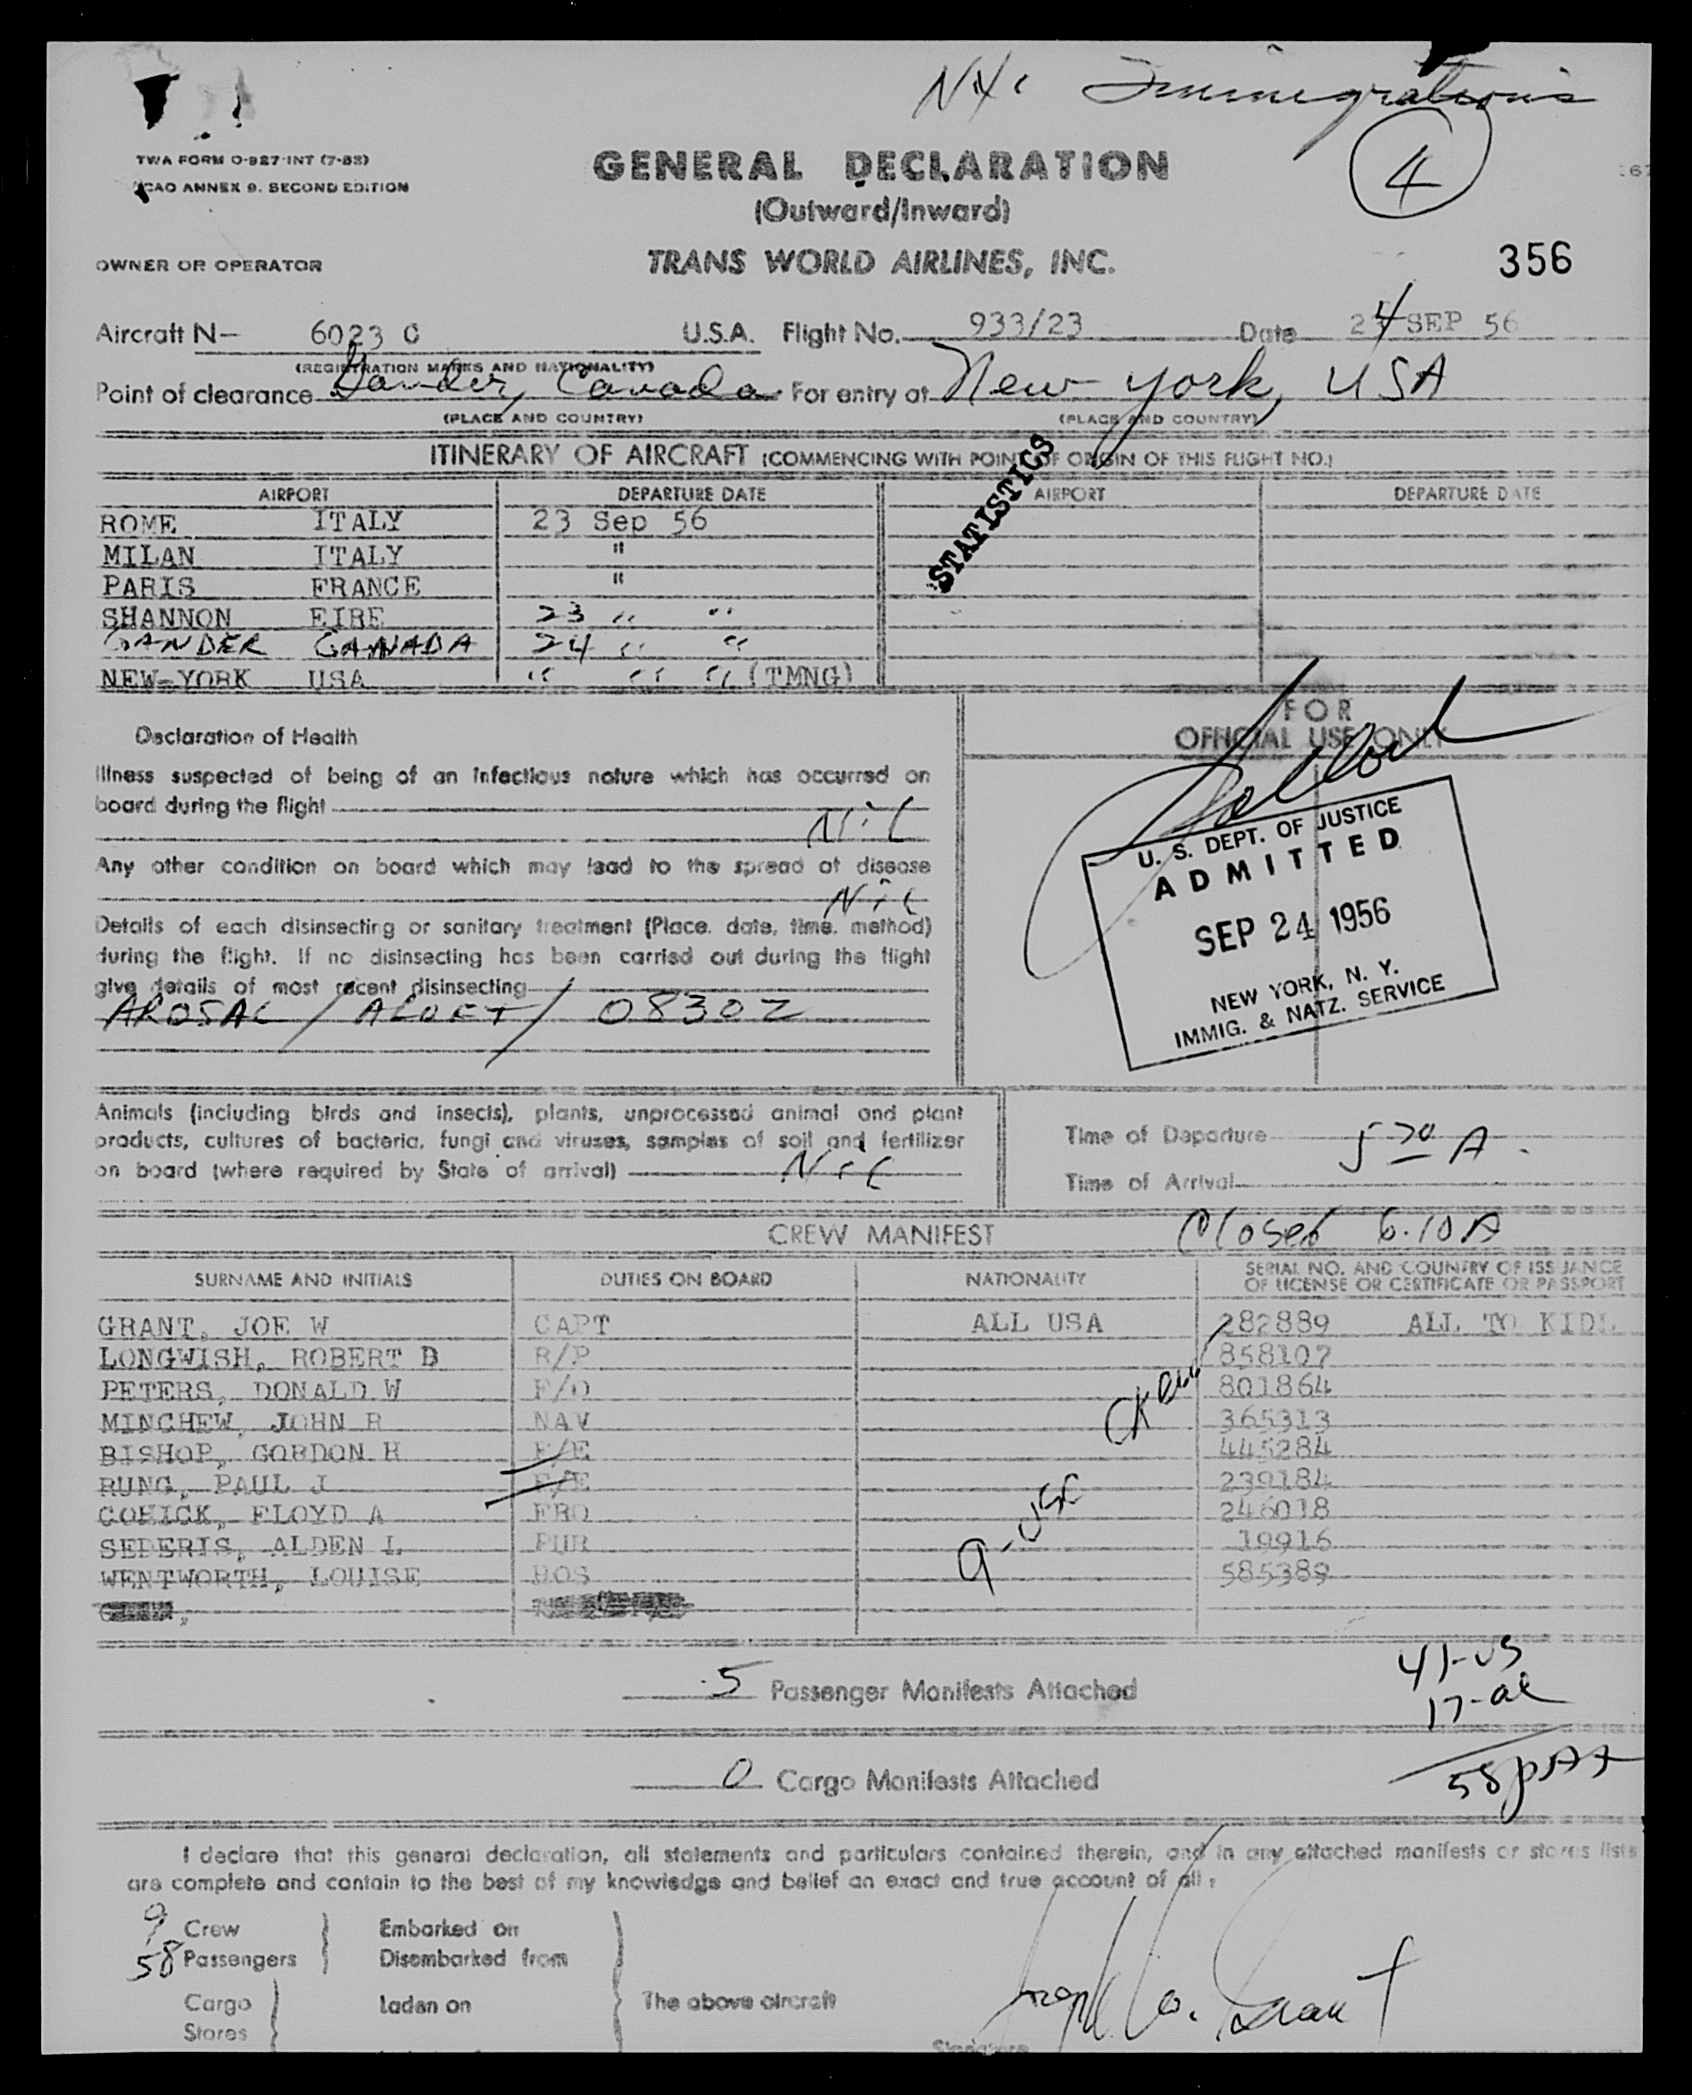 NYC Immigrations
4
TWA FORM O-927-INT (7-53)
ICAO ANNEX 9. SECOND EDITION
GENERAL DECLARATION
(Outward/Inward)
OWNER OR OPERATOR
TRANS WORLD AIRLINES, INC.
356
Aircraft N- 6023 C U.S.A. Flight No. 933/23 Date 24 SEP 56
(REGISTRATION MARKS AND NATIONALITY)
Point of clearance Gander, Canada For entry at New York, USA
(PLACE AND COUNTRY) (PLACE AND COUNTRY)
ITINERARY OF AIRCRAFT (COMMENCING WITH POINT OF ORIGIN OF THIS FLIGHT NO.)
STATISTICS
AIRPORT DEPARTURE DATE AIRPORT DEPARTURE DATE
ROME ITALY 23 Sep 56
MILAN ITALY "
PARIS FRANCE "
SHANNON EIRE 23 " "
GANDER CANADA 24 " "
NEW-YORK USA " " " (TMNG)
FOR
OFFICIAL USE ONLY
Declaration of Health
Illness suspected of being of an infectious nature which has occurred on
board during the flight
Nil
Any other condition on board which may lead to the spread of disease
Nil
Details of each disinsecting or sanitary treatment (Place, date, time, method)
during the flight. If no disinsecting has been carried out during the flight
give details of most recent disinsecting
AROSAL / ACOFT / 0830Z
U. S. DEPT. OF JUSTICE
ADMITTED
SEP 24 1956
NEW YORK, N. Y.
IMMIG. & NATZ. SERVICE
Animals (including birds and insects), plants, unprocessed animal and plant
products, cultures of bacteria, fungi and viruses, samples of soil and fertilizer
on board (where required by State of arrival) Nil
Time of Departure 5 20 A.
Time of Arrival
CREW MANIFEST
Closed 6.10 A
SURNAME AND INITIALS DUTIES ON BOARD NATIONALITY SERIAL NO. AND COUNTRY OF ISSUANCE
OF LICENSE OR CERTIFICATE OR PASSPORT
GRANT, JOE W CAPT ALL USA 282889 ALL TO KIDL
LONGWISH, ROBERT B R/P 858107
PETERS, DONALD W F/O 801864
MINCHEW, JOHN R NAV 365313
BISHOP, GORDON H F/E 445284
RUNG, PAUL J F/E 239184
GOHICK, FLOYD A FRO 246018
SEDERIS, ALDEN L PUR 19916
WENTWORTH, LOUISE HOS 585389
9-USC
5 Passenger Manifests Attached
41-US
17-al
58 pax
0 Cargo Manifests Attached
I declare that this general declaration, all statements and particulars contained therein, and in any attached manifests or stores lists
are complete and contain to the best of my knowledge and belief an exact and true account of all:
9 Crew Embarked on
58 Passengers Disembarked from
Cargo Laden on The above aircraft
Stores
Joseph W. Grant
Signature